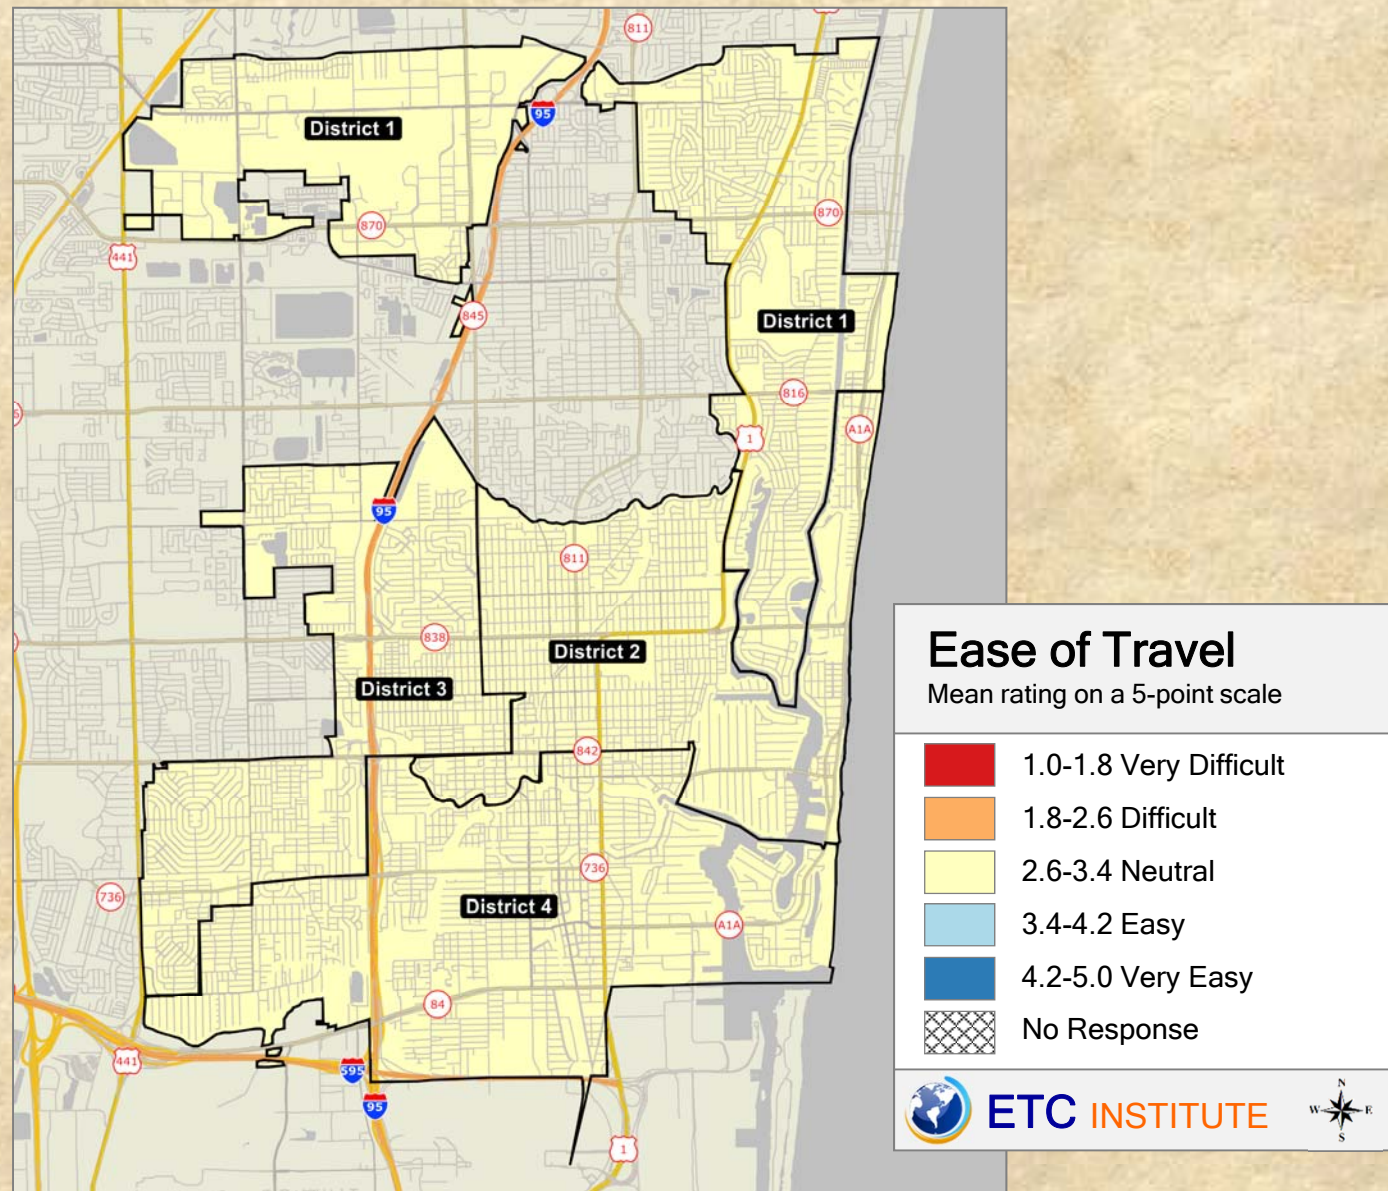 811
95
District 1
870
870
441
845
District 1
816
A1A
1
95
811
838
District 2
District 3
842
736
736
District 4
A1A
84
441
595
95
1
Ease of Travel
Mean rating on a 5-point scale
1.0-1.8 Very Difficult
1.8-2.6 Difficult
2.6-3.4 Neutral
3.4-4.2 Easy
4.2-5.0 Very Easy
No Response
ETC INSTITUTE
N
W E
S